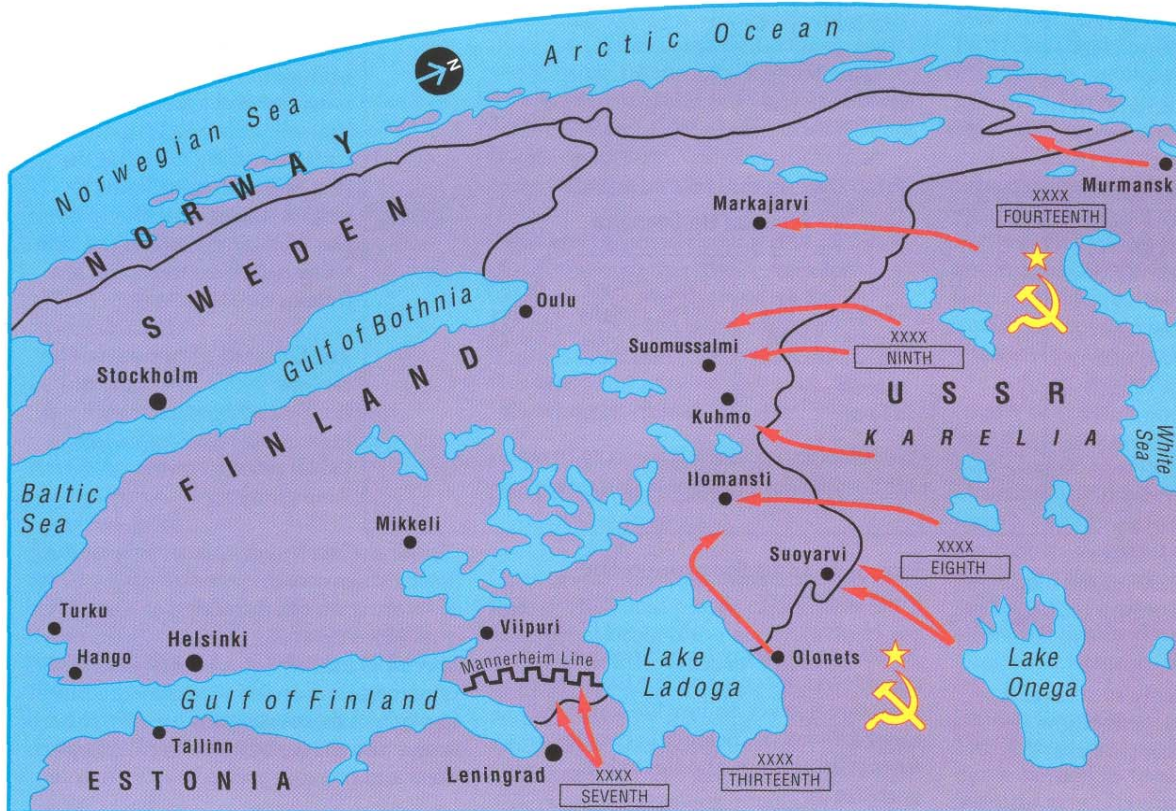 Arctic Ocean
N
Norwegian Sea
NORWAY
SWEDEN
FINLAND
Murmansk
XXXX
FOURTEENTH
Markajarvi
Oulu
Gulf of Bothnia
XXXX
NINTH
Suomussalmi
Stockholm
Kuhmo
USSR
KARELIA
White
Sea
Baltic
Sea
Ilomansti
Mikkeli
XXXX
EIGHTH
Suoyarvi
Turku
Viipuri
Helsinki
Hango
Mannerheim Line
Lake
Ladoga
Olonets
Lake
Onega
Gulf of Finland
Tallinn
ESTONIA
Leningrad
XXXX
SEVENTH
XXXX
THIRTEENTH